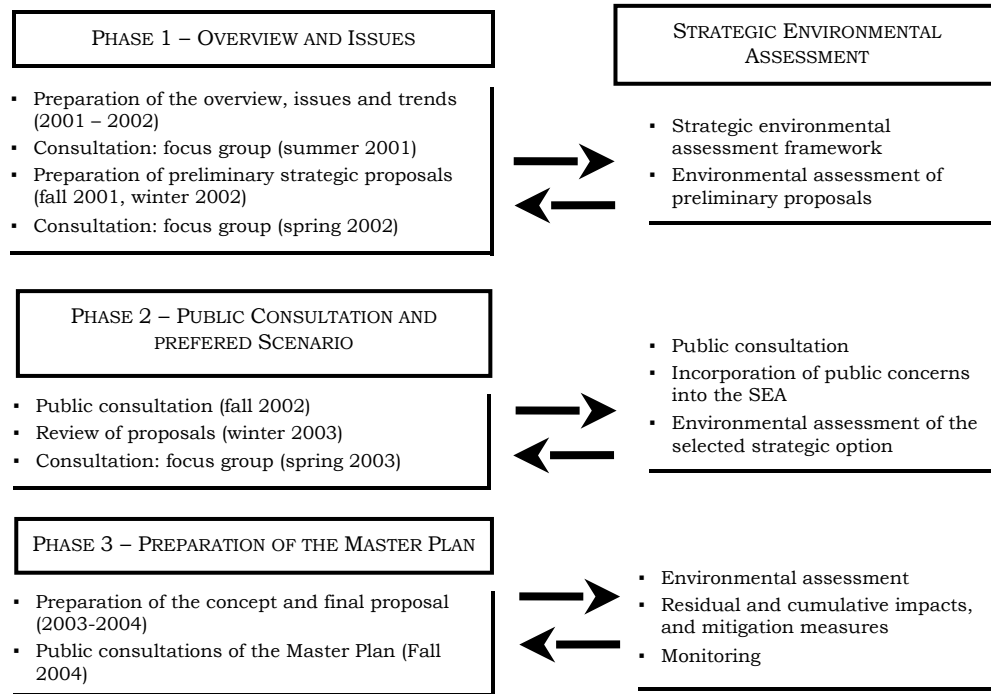 PHASE 1 – OVERVIEW AND ISSUES
▪ Preparation of the overview, issues and trends
(2001 – 2002)
▪ Consultation: focus group (summer 2001)
▪ Preparation of preliminary strategic proposals
(fall 2001, winter 2002)
▪ Consultation: focus group (spring 2002)
STRATEGIC ENVIRONMENTAL
ASSESSMENT
▪ Strategic environmental
assessment framework
▪ Environmental assessment of
preliminary proposals
PHASE 2 – PUBLIC CONSULTATION AND
PREFERED SCENARIO
▪ Public consultation (fall 2002)
▪ Review of proposals (winter 2003)
▪ Consultation: focus group (spring 2003)
▪ Public consultation
▪ Incorporation of public concerns
into the SEA
▪ Environmental assessment of the
selected strategic option
PHASE 3 – PREPARATION OF THE MASTER PLAN
▪ Preparation of the concept and final proposal
(2003-2004)
▪ Public consultations of the Master Plan (Fall
2004)
▪ Environmental assessment
▪ Residual and cumulative impacts,
and mitigation measures
▪ Monitoring